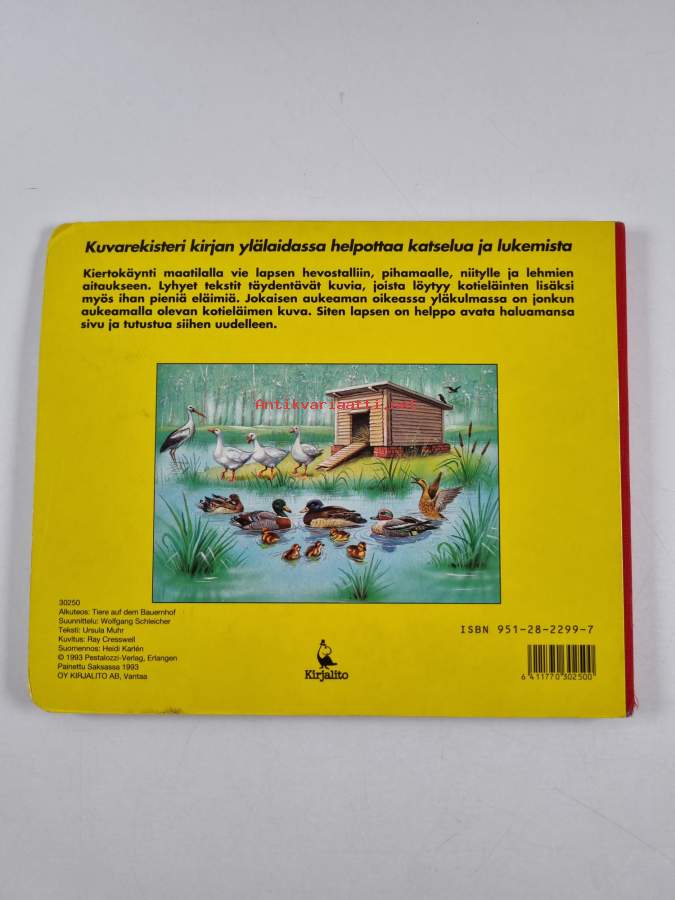 Kuvarekisteri kirjan ylälaidassa helpottaa katselua ja lukemista
Kiertokäynti maatilalla vie lapsen hevostalliin, pihamaalle, niitylle ja lehmien
aitaukseen. Lyhyet tekstit täydentävät kuvia, joista löytyy kotieläinten lisäksi
myös ihan pieniä eläimiä. Jokaisen aukeaman oikeassa yläkulmassa on jonkun
aukeamalla olevan kotieläimen kuva. Siten lapsen on helppo avata haluamansa
sivu ja tutustua siihen uudelleen.
Antikvariaatti.net
30250
Alkuteos: Tiere auf dem Bauernhof
Suunnittelu: Wolfgang Schleicher
Teksti: Ursula Muhr
Kuvitus: Ray Cresswell
Suomennos: Heidi Karlén
© 1993 Pestalozzi-Verlag, Erlangen
Painettu Saksassa 1993
OY KIRJALITO AB, Vantaa
Kirjalito
ISBN 951-28-2299-7
6 411770 302500